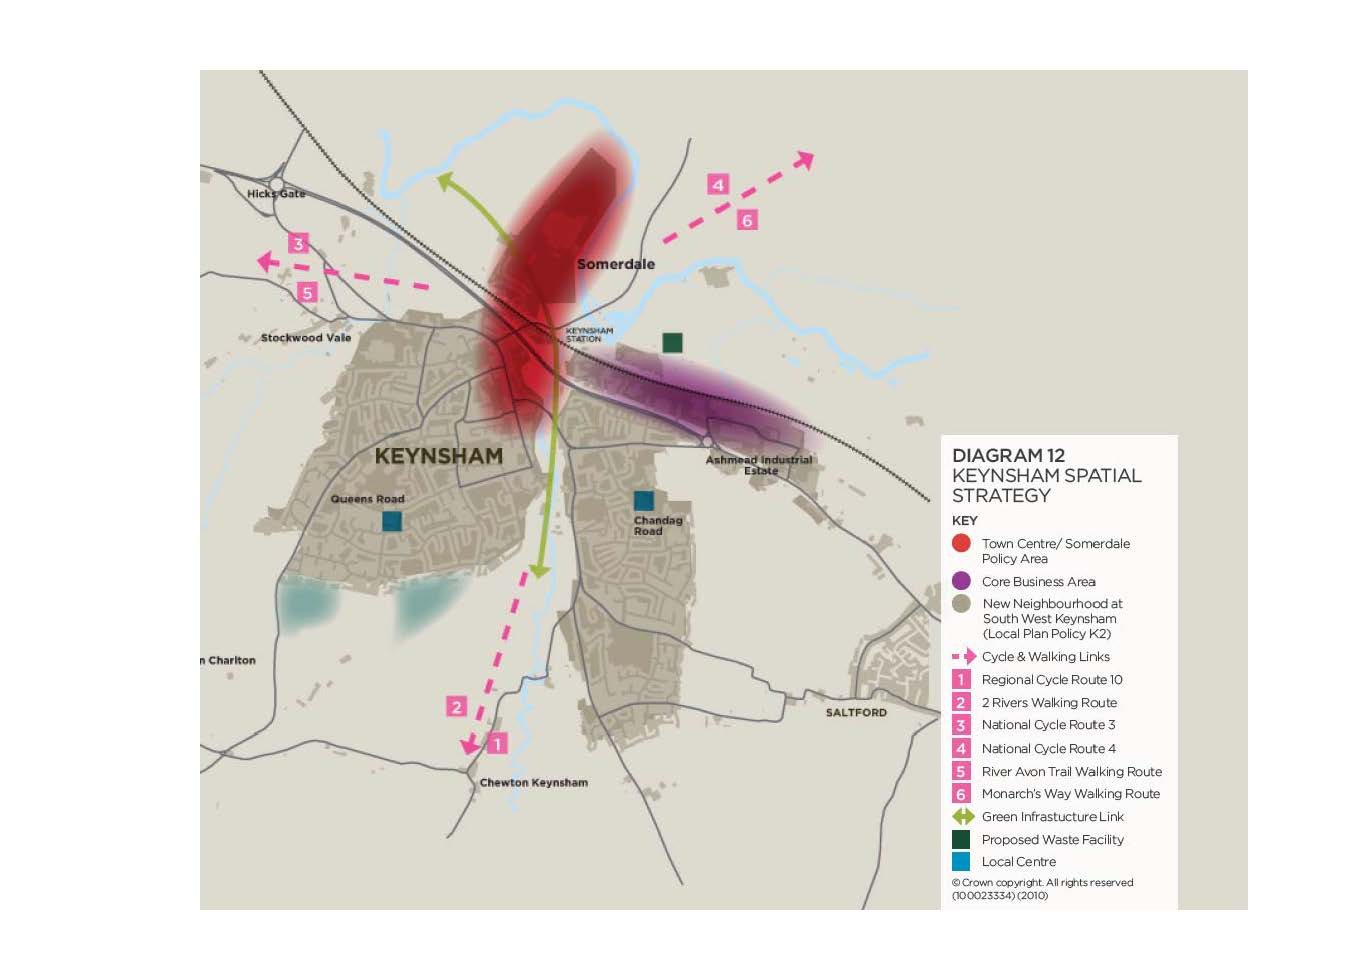 Hicks Gate
3
5
4
6
Somerdale
KEYNSHAM
STATION
Stockwood Vale
KEYNSHAM
Queens Road
Ashmead Industrial
Estate
Chandag
Road
n Charlton
2
1
SALTFORD
Chewton Keynsham
DIAGRAM 12
KEYNSHAM SPATIAL
STRATEGY
KEY
Town Centre/ Somerdale
Policy Area
Core Business Area
New Neighbourhood at
South West Keynsham
(Local Plan Policy K2)
Cycle & Walking Links
1 Regional Cycle Route 10
2 2 Rivers Walking Route
3 National Cycle Route 3
4 National Cycle Route 4
5 River Avon Trail Walking Route
6 Monarch's Way Walking Route
Green Infrastucture Link
Proposed Waste Facility
Local Centre
© Crown copyright. All rights reserved
(100023334) (2010)